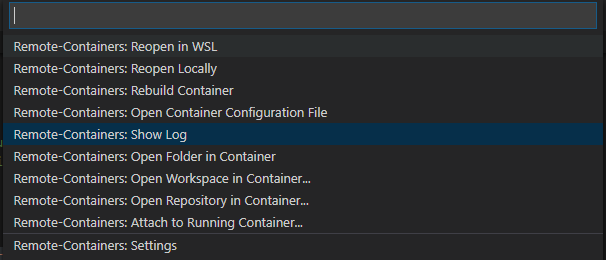 Remote-Containers: Reopen in WSL
Remote-Containers: Reopen Locally
Remote-Containers: Rebuild Container
Remote-Containers: Open Container Configuration File
Remote-Containers: Show Log
Remote-Containers: Open Folder in Container
Remote-Containers: Open Workspace in Container...
Remote-Containers: Open Repository in Container...
Remote-Containers: Attach to Running Container...
Remote-Containers: Settings